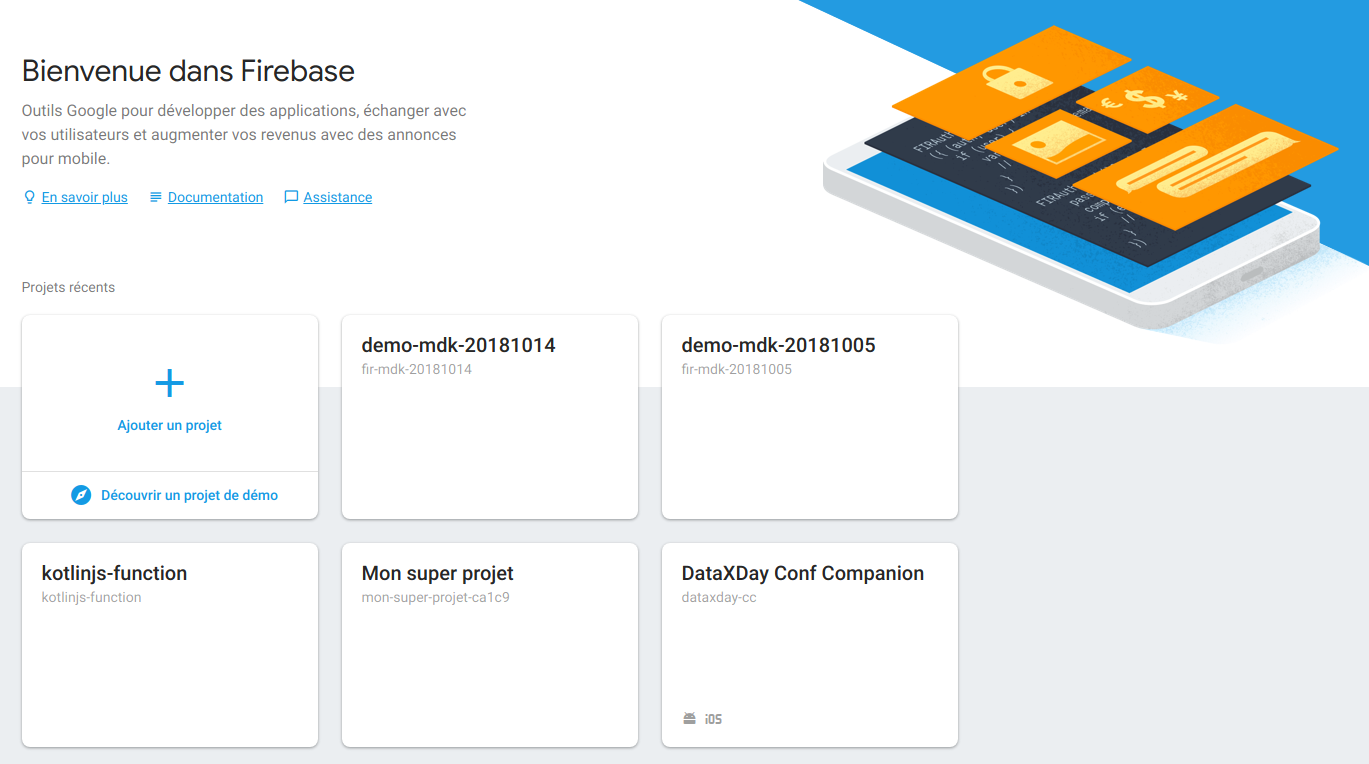 Bienvenue dans Firebase
Outils Google pour développer des applications, échanger avec
vos utilisateurs et augmenter vos revenus avec des annonces
pour mobile.
En savoir plus Documentation Assistance
Projets récents
Ajouter un projet
Découvrir un projet de démo
demo-mdk-20181014
fir-mdk-20181014
demo-mdk-20181005
fir-mdk-20181005
kotlinjs-function
kotlinjs-function
Mon super projet
mon-super-projet-ca1c9
DataXDay Conf Companion
dataxday-cc
iOS